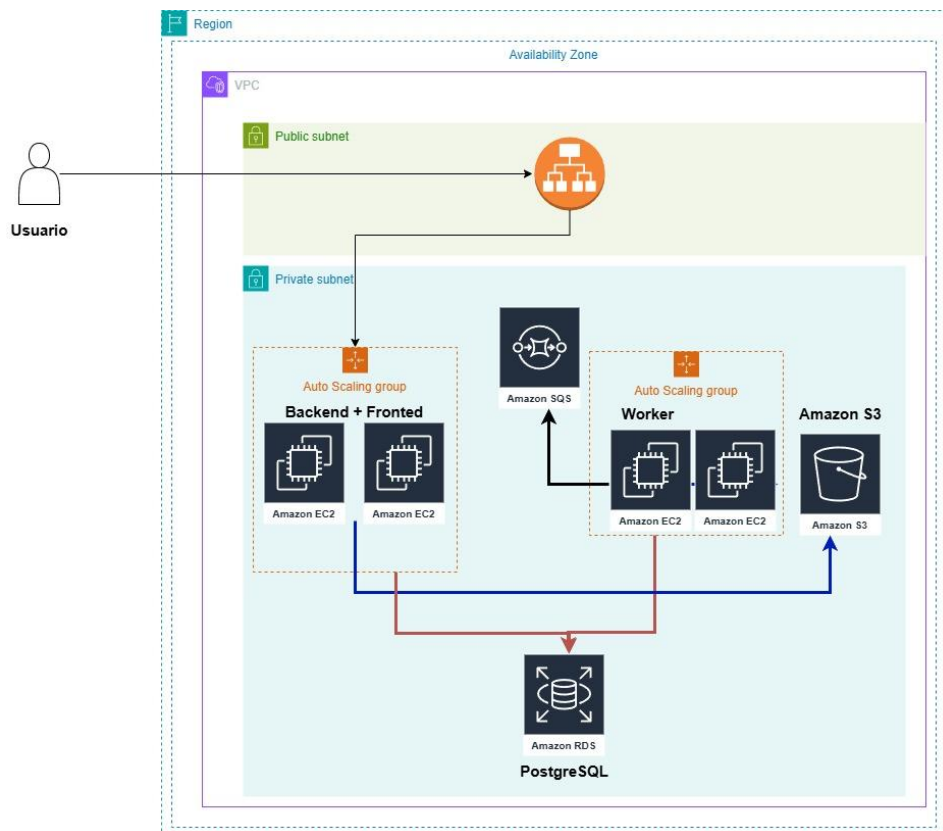 Region
Availability Zone
VPC
Public subnet
Usuario
Private subnet
Auto Scaling group
Backend + Fronted
Amazon EC2
Amazon EC2
Amazon SQS
Auto Scaling group
Worker
Amazon EC2
Amazon EC2
Amazon S3
Amazon S3
Amazon RDS
PostgreSQL